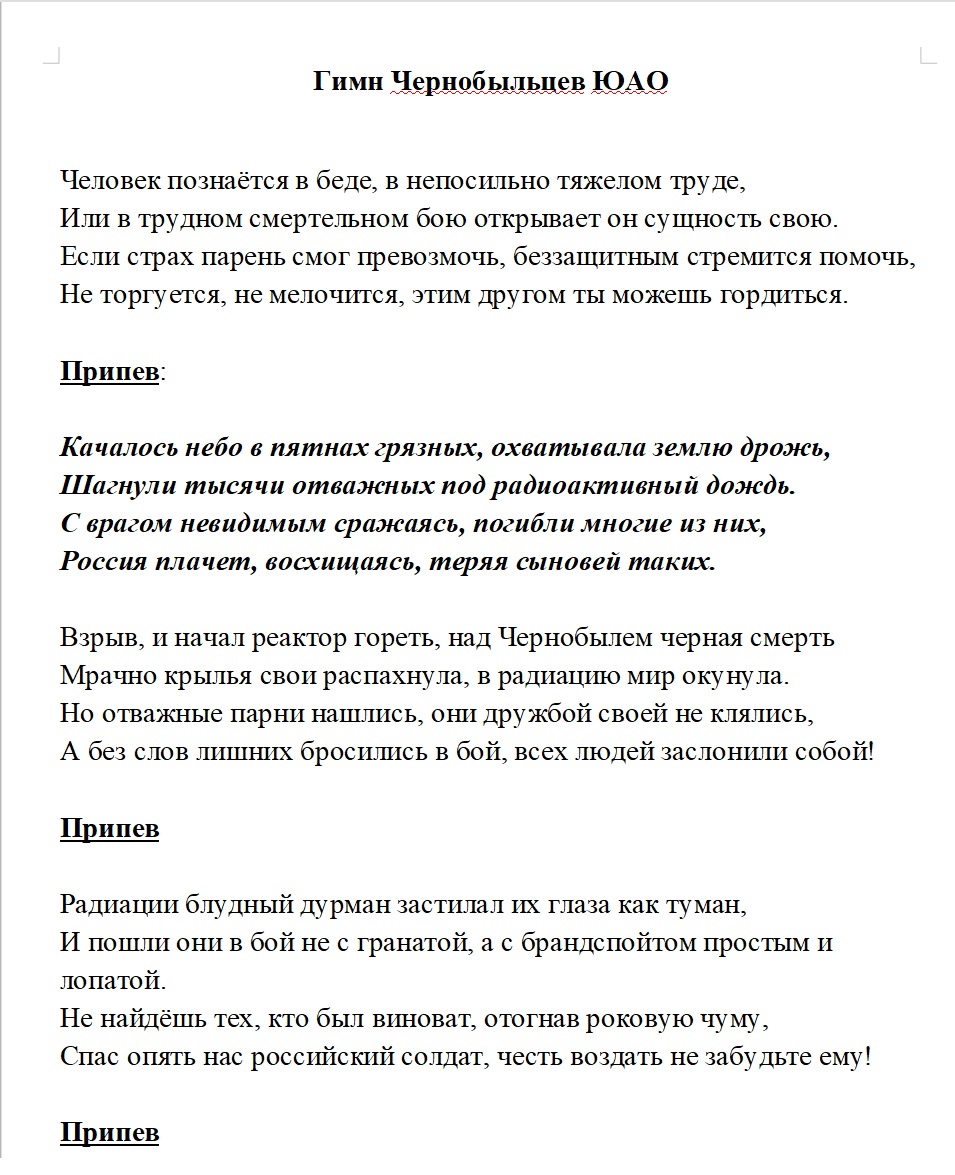 Гимн Чернобыльцев ЮАО
Человек познаётся в беде, в непосильно тяжелом труде,
Или в трудном смертельном бою открывает он сущность свою.
Если страх парень смог превозмочь, беззащитным стремится помочь,
Не торгуется, не мелочится, этим другом ты можешь гордиться.
Припев:
Качалось небо в пятнах грязных, охватывала землю дрожь,
Шагнули тысячи отважных под радиоактивный дождь.
С врагом невидимым сражаясь, погибли многие из них,
Россия плачет, восхищаясь, теряя сыновей таких.
Взрыв, и начал реактор гореть, над Чернобылем черная смерть
Мрачно крылья свои распахнула, в радиацию мир окунула.
Но отважные парни нашлись, они дружбой своей не клялись,
А без слов лишних бросились в бой, всех людей заслонили собой!
Припев
Радиации блудный дурман застилал их глаза как туман,
И пошли они в бой не с гранатой, а с брандспойтом простым и
лопатой.
Не найдёшь тех, кто был виноват, отогнав роковую чуму,
Спас опять нас российский солдат, честь воздать не забудьте ему!
Припев